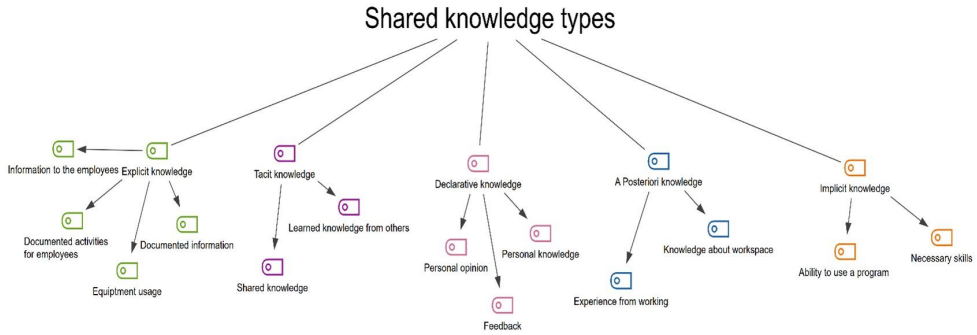 Shared knowledge types
Information to the employees
Explicit knowledge
Tacit knowledge
Declarative knowledge
A Posteriori knowledge
Implicit knowledge
Documented activities
for employees
Documented information
Equiptment usage
Learned knowledge from others
Shared knowledge
Personal opinion
Personal knowledge
Feedback
Knowledge about workspace
Experience from working
Ability to use a program
Necessary skills